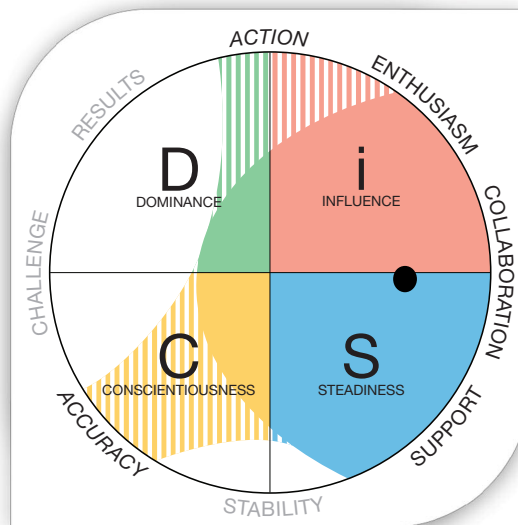 ACTION
RESULTS
ENTHUSIASM
D
DOMINANCE
i
INFLUENCE
CHALLENGE
COLLABORATION
C
CONSCIENTIOUSNESS
S
STEADINESS
ACCURACY
SUPPORT
STABILITY